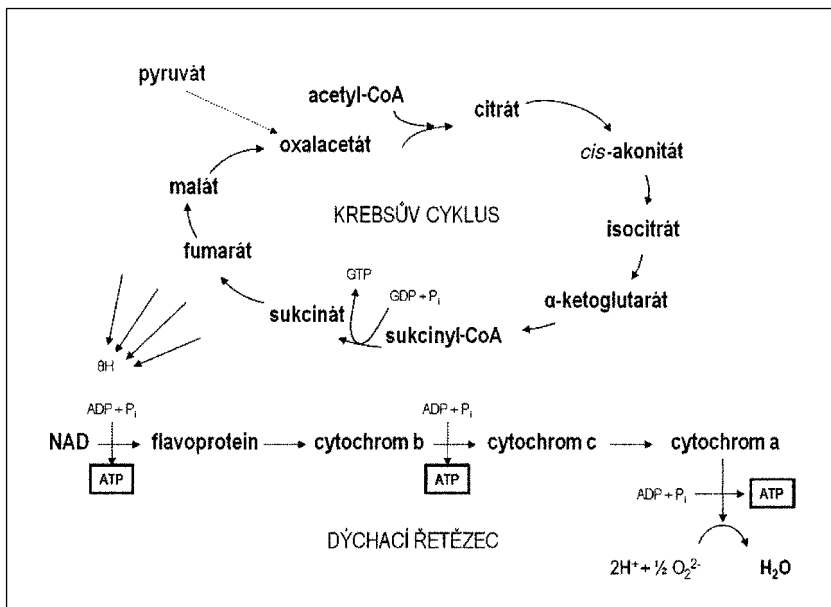 pyruvát
acetyl-CoA
citrát
oxalacetát
cis-akonitát
malát
KREBSŮV CYKLUS
isocitrát
fumarát
GTP
GDP + Pi
α-ketoglutarát
sukcinát
sukcinyl-CoA
8H
ADP + Pi
ADP + Pi
NAD
flavoprotein
cytochrom b
cytochrom c
cytochrom a
ATP
ATP
ADP + Pi
ATP
DÝCHACÍ ŘETĚZEC
2H⁺ + ½ O₂²⁻
H₂O